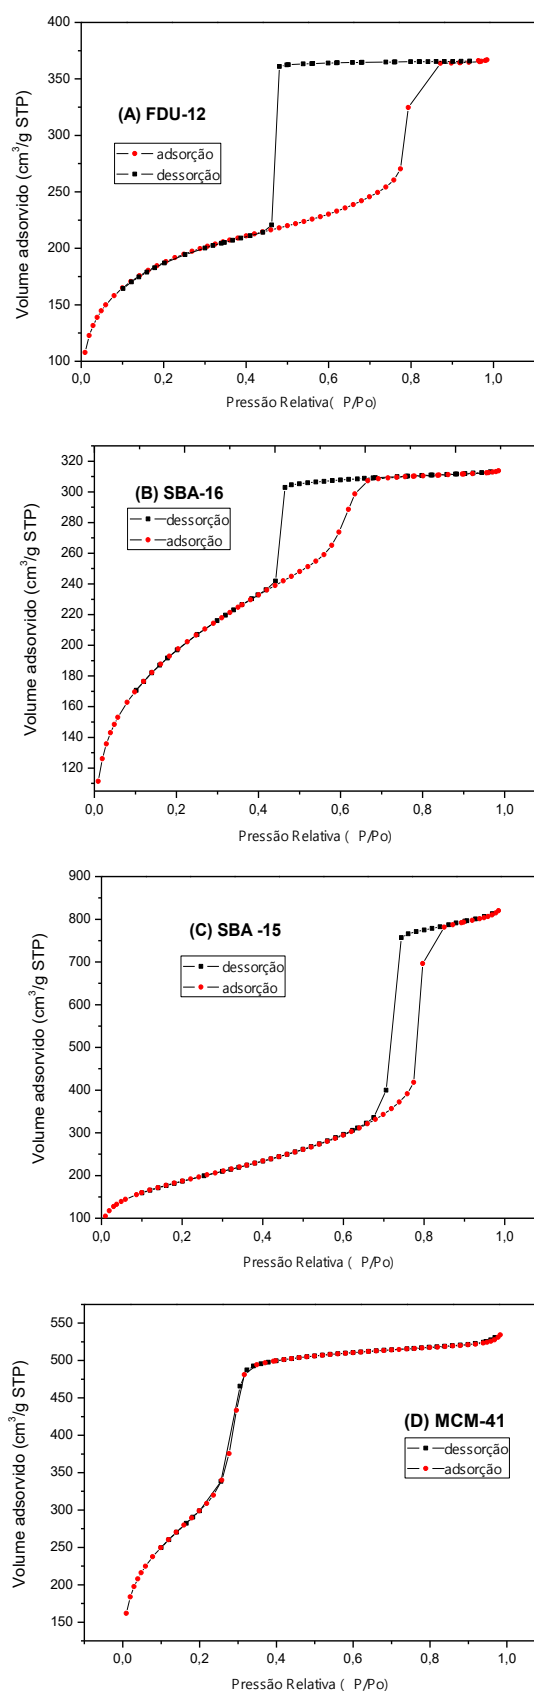 400
350
300
250
200
150
100
Volume adsorvido (cm³/g STP)
(A) FDU-12
adsorção
dessorção
0,0 0,2 0,4 0,6 0,8 1,0
Pressão Relativa( P/Po)
320
300
280
260
240
220
200
180
160
140
120
Volume adsorvido (cm³/g STP)
(B) SBA-16
dessorção
adsorção
0,0 0,2 0,4 0,6 0,8 1,0
Pressão Relativa ( P/Po)
900
800
700
600
500
400
300
200
100
Volume adsorvido (cm³/g STP)
(C) SBA -15
dessorção
adsorção
0,0 0,2 0,4 0,6 0,8 1,0
Pressão Relativa ( P/Po)
550
500
450
400
350
300
250
200
150
Volume adsorvido (cm³/g STP)
(D) MCM-41
dessorção
adsorção
0,0 0,2 0,4 0,6 0,8 1,0
Pressão Relativa ( P/Po)